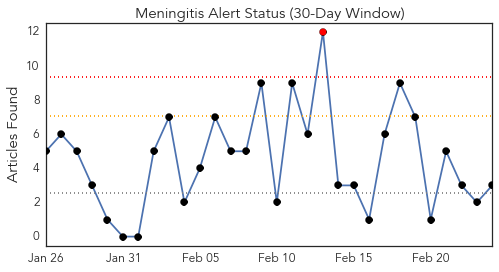 Meningitis Alert Status (30-Day Window)
Articles Found
12
10
8
6
4
2
0
Jan 26 Jan 31 Feb 05 Feb 10 Feb 15 Feb 20